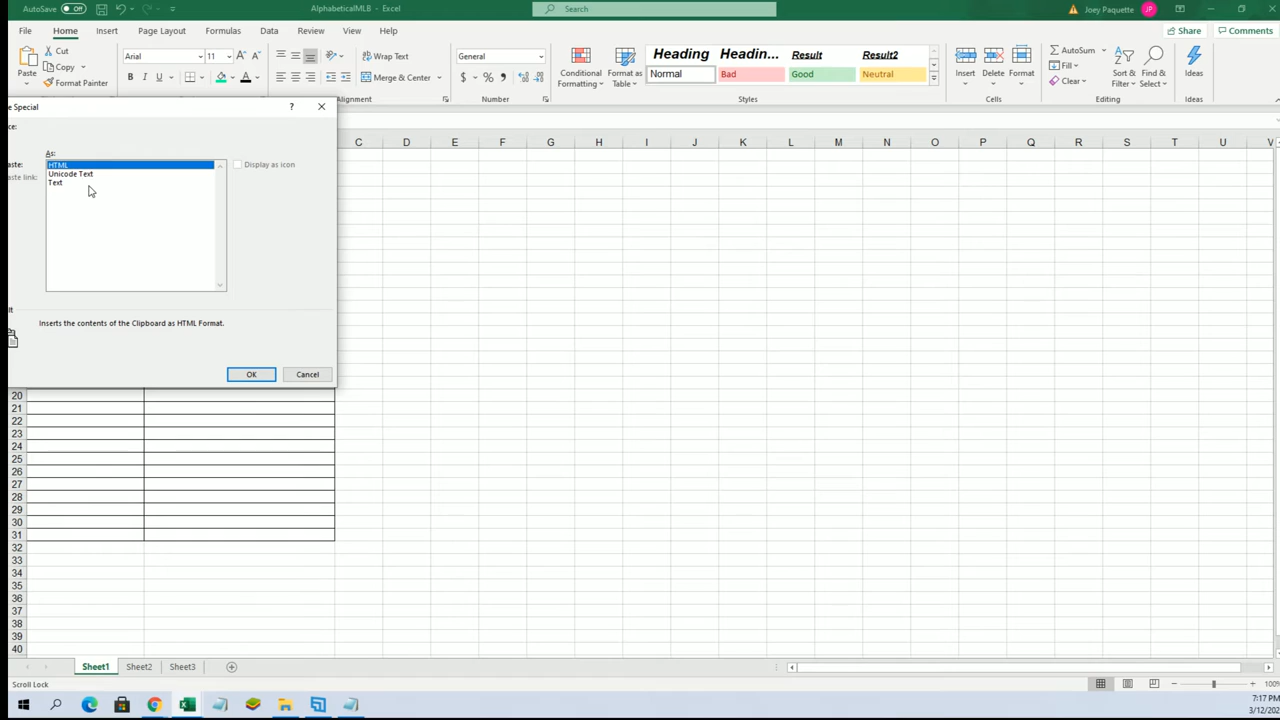 AutoSave Off AlphabeticalMLB - Excel Search Joey Paquette JP
File Home Insert Page Layout Formulas Data Review View Help Share Comments
Paste Cut Copy Format Painter
Arial 11
B I U A
Wrap Text
Merge & Center
General
$ % ,
Conditional Formatting
Format as Table
Heading Headin... Result Result2
Normal Bad Good Neutral
Insert Delete Format
AutoSum
Fill
Clear
Sort & Filter
Find & Select
Ideas
Alignment Number Styles Cells Editing Ideas
e Special ?
ce:
As:
aste:
aste link:
HTML
Unicode Text
Text
Display as icon
lt
Inserts the contents of the Clipboard as HTML Format.
OK Cancel
C D E F G H I J K L M N O P Q R S T U V
20
21
22
23
24
25
26
27
28
29
30
31
32
33
34
35
36
37
38
39
40
Sheet1 Sheet2 Sheet3
Scroll Lock 100%
7:17 PM
3/12/202